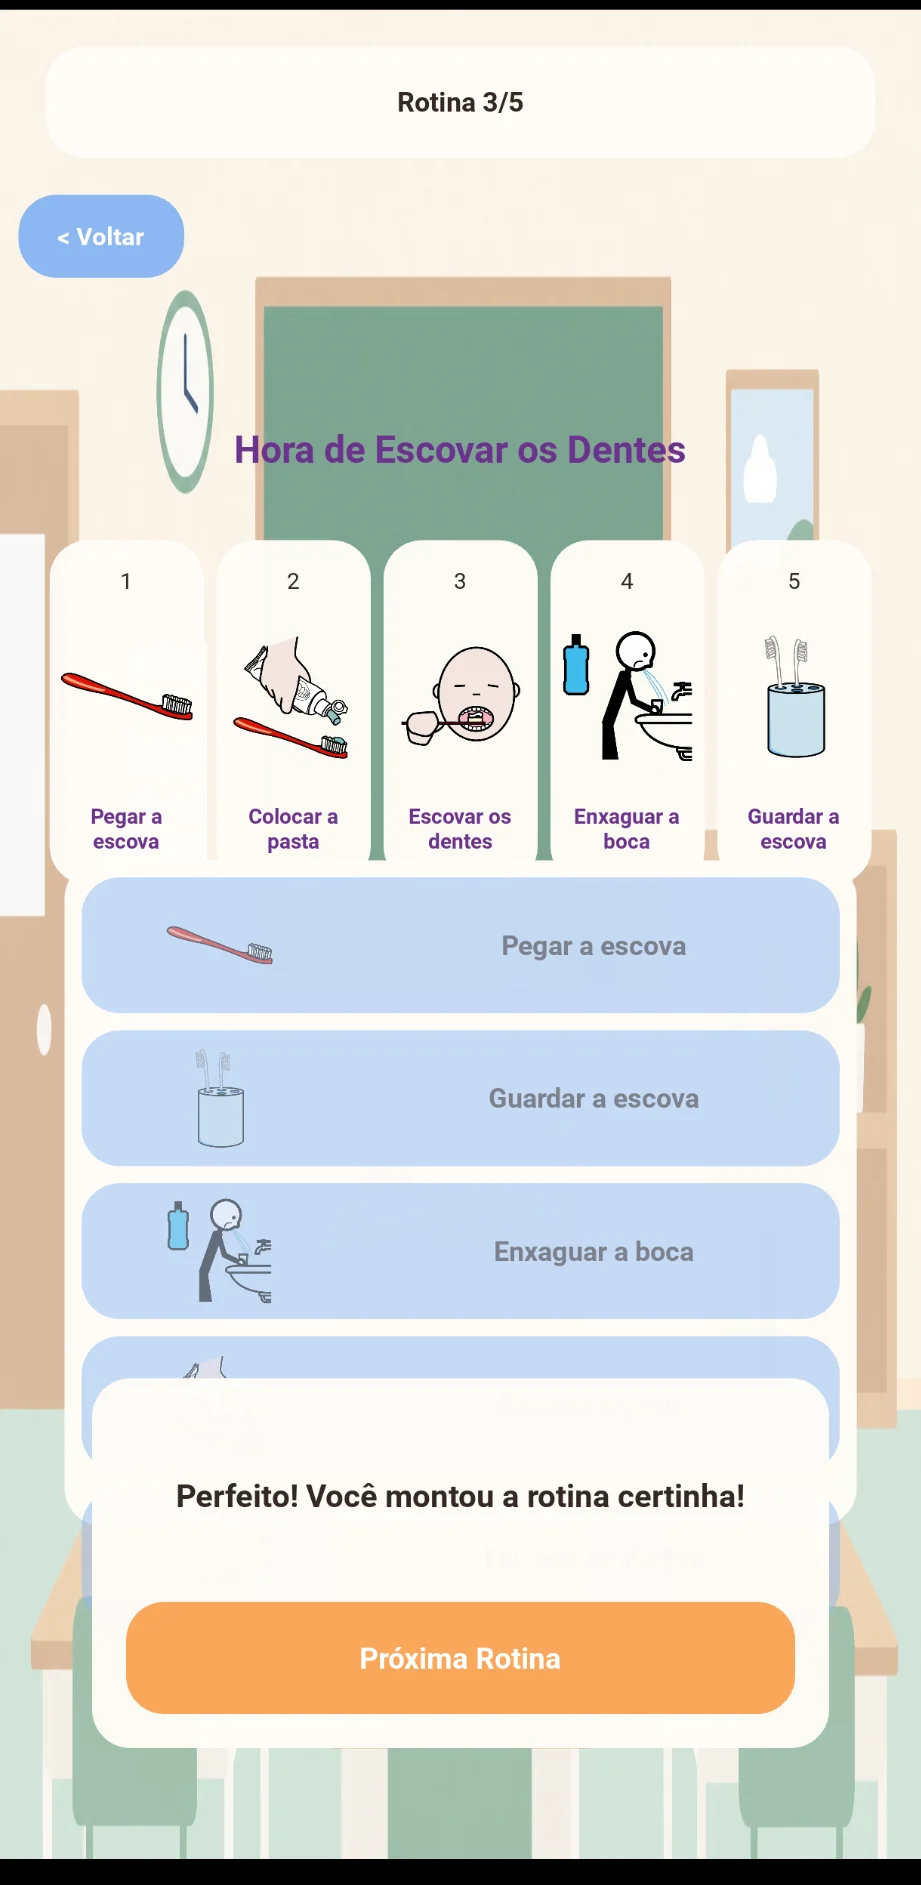 Rotina 3/5
< Voltar
Hora de Escovar os Dentes
1
2
3
4
5
Pegar a
escova
Colocar a
pasta
Escovar os
dentes
Enxaguar a
boca
Guardar a
escova
Pegar a escova
Guardar a escova
Enxaguar a boca
Perfeito! Você montou a rotina certinha!
Próxima Rotina